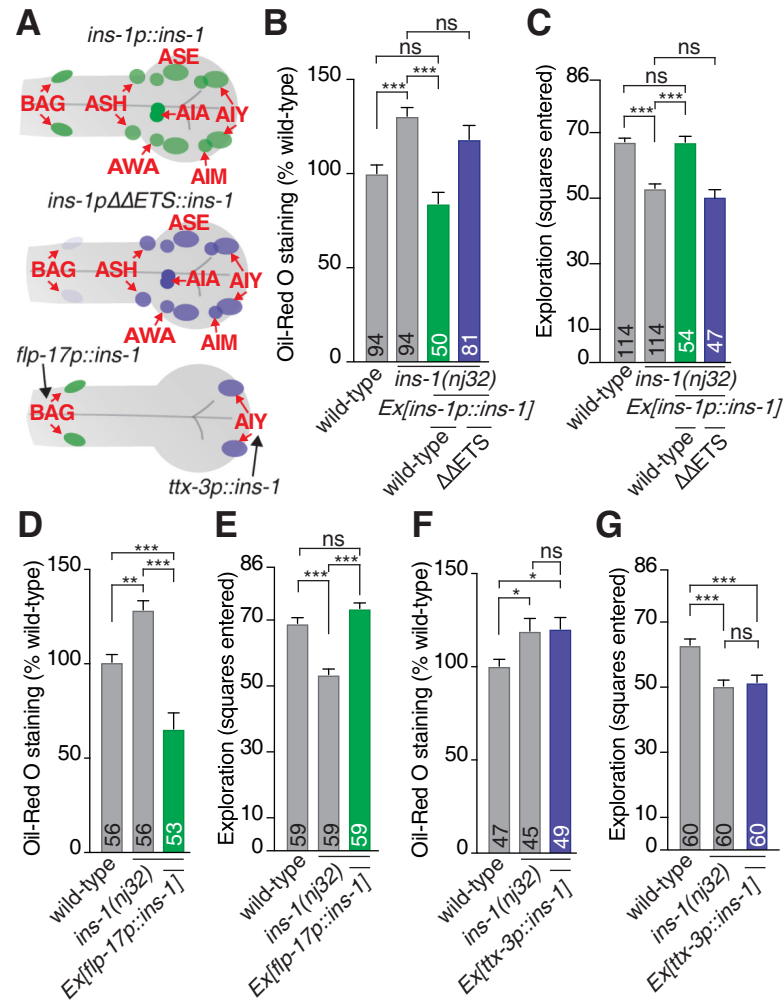 A
ins-1p::ins-1
ASE
BAG
ASH
AIA
AIY
AWA
AIM
ins-1pΔΔETS::ins-1
ASE
BAG
ASH
AIA
AIY
AWA
AIM
flp-17p::ins-1
BAG
AIY
ttx-3p::ins-1
B
Oil-Red O staining (% wild-type)
150
100
50
0
ns
ns
***
***
94
94
50
81
wild-type
ins-1(nj32)
Ex[ins-1p::ins-1]
wild-type
ΔΔETS
C
Exploration (squares entered)
86
70
50
30
10
0
ns
ns
***
***
114
114
54
47
wild-type
ins-1(nj32)
Ex[ins-1p::ins-1]
wild-type
ΔΔETS
D
Oil-Red O staining (% wild-type)
150
100
50
0
***
**
***
56
56
53
wild-type
ins-1(nj32)
Ex[flp-17p::ins-1]
E
Exploration (squares entered)
86
70
50
30
10
0
ns
***
***
59
59
59
wild-type
ins-1(nj32)
Ex[flp-17p::ins-1]
F
Oil-Red O staining (% wild-type)
150
100
50
0
ns
*
*
47
45
49
wild-type
ins-1(nj32)
Ex[ttx-3p::ins-1]
G
Exploration (squares entered)
86
70
50
30
10
0
***
***
ns
60
60
60
wild-type
ins-1(nj32)
Ex[ttx-3p::ins-1]